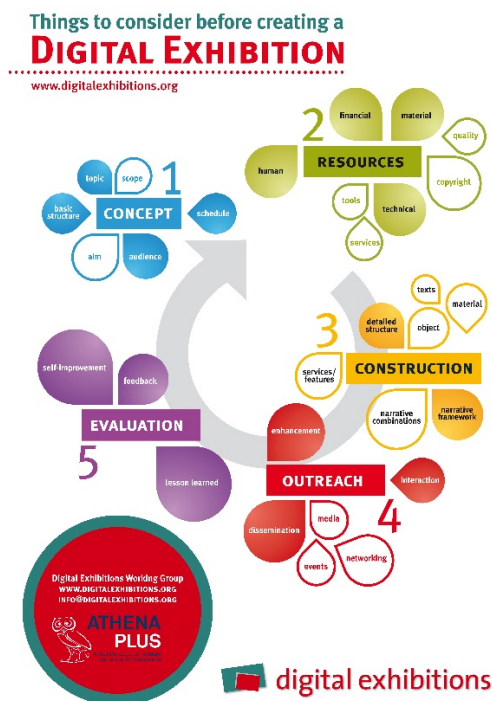 Things to consider before creating a
DIGITAL EXHIBITION
www.digitalexhibitions.org
1
CONCEPT
topic
scope
basic
structure
schedule
aim
audience
2
RESOURCES
financial
material
quality
human
copyright
tools
technical
services
3
CONSTRUCTION
texts
material
detailed
structure
object
services/
features
narrative
combinations
narrative
framework
4
OUTREACH
enhancement
interaction
dissemination
media
events
networking
5
EVALUATION
self-improvement
feedback
lesson learned
Digital Exhibitions Working Group
WWW.DIGITALEXHIBITIONS.ORG
INFO@DIGITALEXHIBITIONS.ORG
ATHENA
PLUS
digital exhibitions